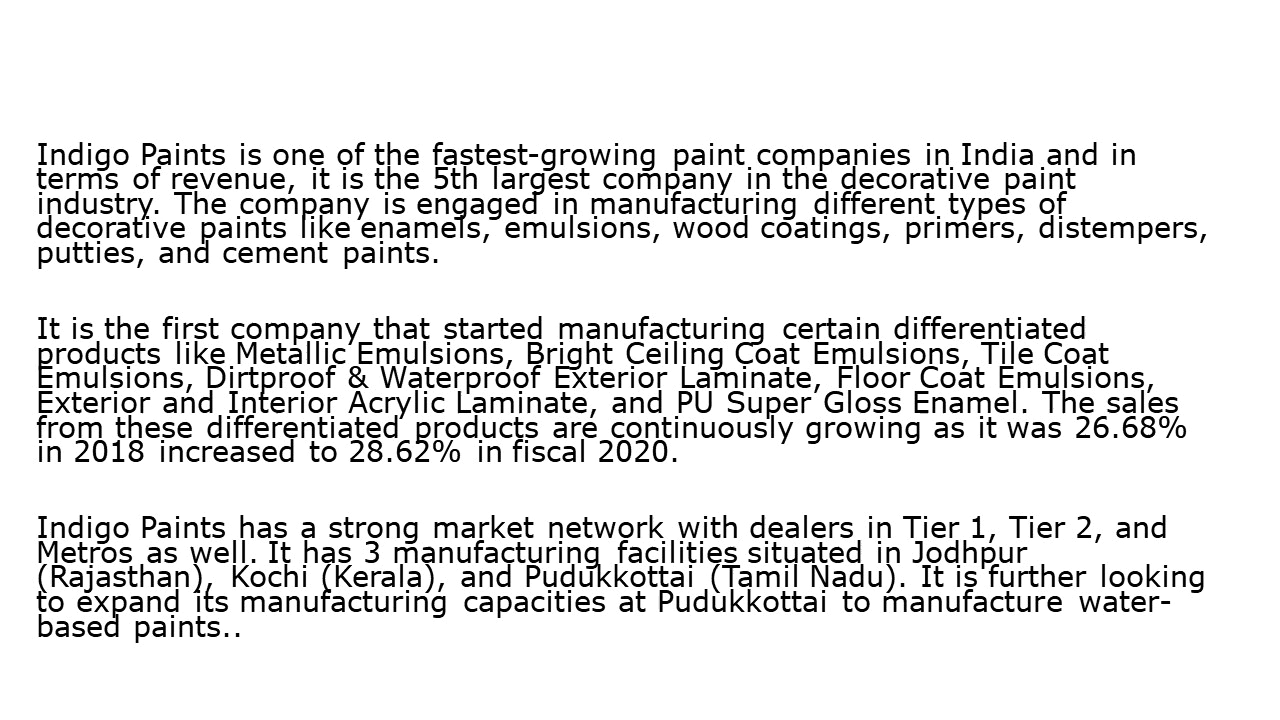 Indigo Paints is one of the fastest-growing paint companies in India and in
terms of revenue, it is the 5th largest company in the decorative paint
industry. The company is engaged in manufacturing different types of
decorative paints like enamels, emulsions, wood coatings, primers, distempers,
putties, and cement paints.
It is the first company that started manufacturing certain differentiated
products like Metallic Emulsions, Bright Ceiling Coat Emulsions, Tile Coat
Emulsions, Dirtproof & Waterproof Exterior Laminate, Floor Coat Emulsions,
Exterior and Interior Acrylic Laminate, and PU Super Gloss Enamel. The sales
from these differentiated products are continuously growing as it was 26.68%
in 2018 increased to 28.62% in fiscal 2020.
Indigo Paints has a strong market network with dealers in Tier 1, Tier 2, and
Metros as well. It has 3 manufacturing facilities situated in Jodhpur
(Rajasthan), Kochi (Kerala), and Pudukkottai (Tamil Nadu). It is further looking
to expand its manufacturing capacities at Pudukkottai to manufacture water-
based paints..